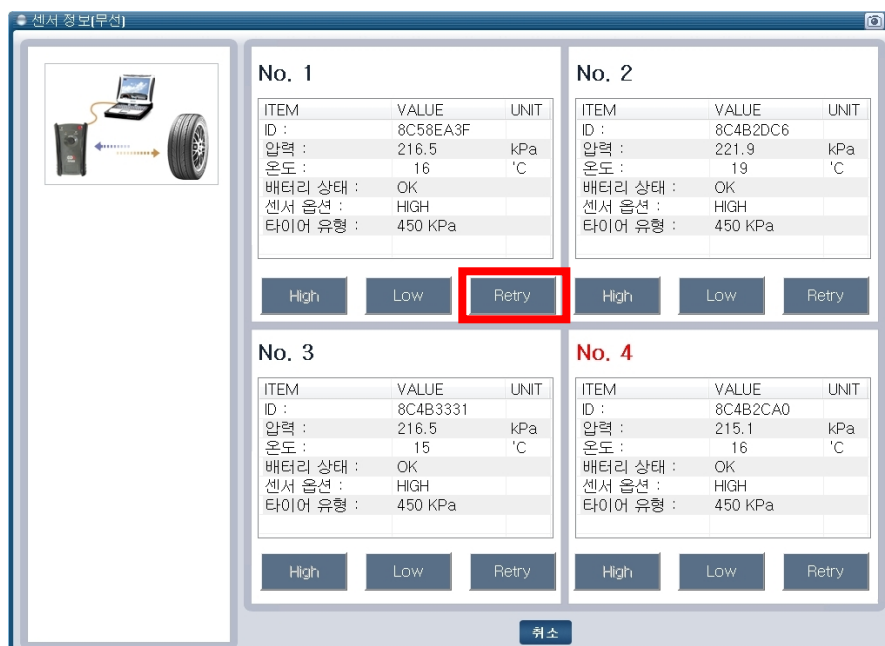 센서 정보[무선]
No. 1
ITEM VALUE UNIT
ID : 8C58EA3F
압력 : 216.5 kPa
온도 : 16 'C
배터리 상태 : OK
센서 옵션 : HIGH
타이어 유형 : 450 KPa
High Low Retry
No. 2
ITEM VALUE UNIT
ID : 8C4B2DC6
압력 : 221.9 kPa
온도 : 19 'C
배터리 상태 : OK
센서 옵션 : HIGH
타이어 유형 : 450 KPa
High Low Retry
No. 3
ITEM VALUE UNIT
ID : 8C4B3331
압력 : 216.5 kPa
온도 : 15 'C
배터리 상태 : OK
센서 옵션 : HIGH
타이어 유형 : 450 KPa
High Low Retry
No. 4
ITEM VALUE UNIT
ID : 8C4B2CA0
압력 : 215.1 kPa
온도 : 16 'C
배터리 상태 : OK
센서 옵션 : HIGH
타이어 유형 : 450 KPa
High Low Retry
취소